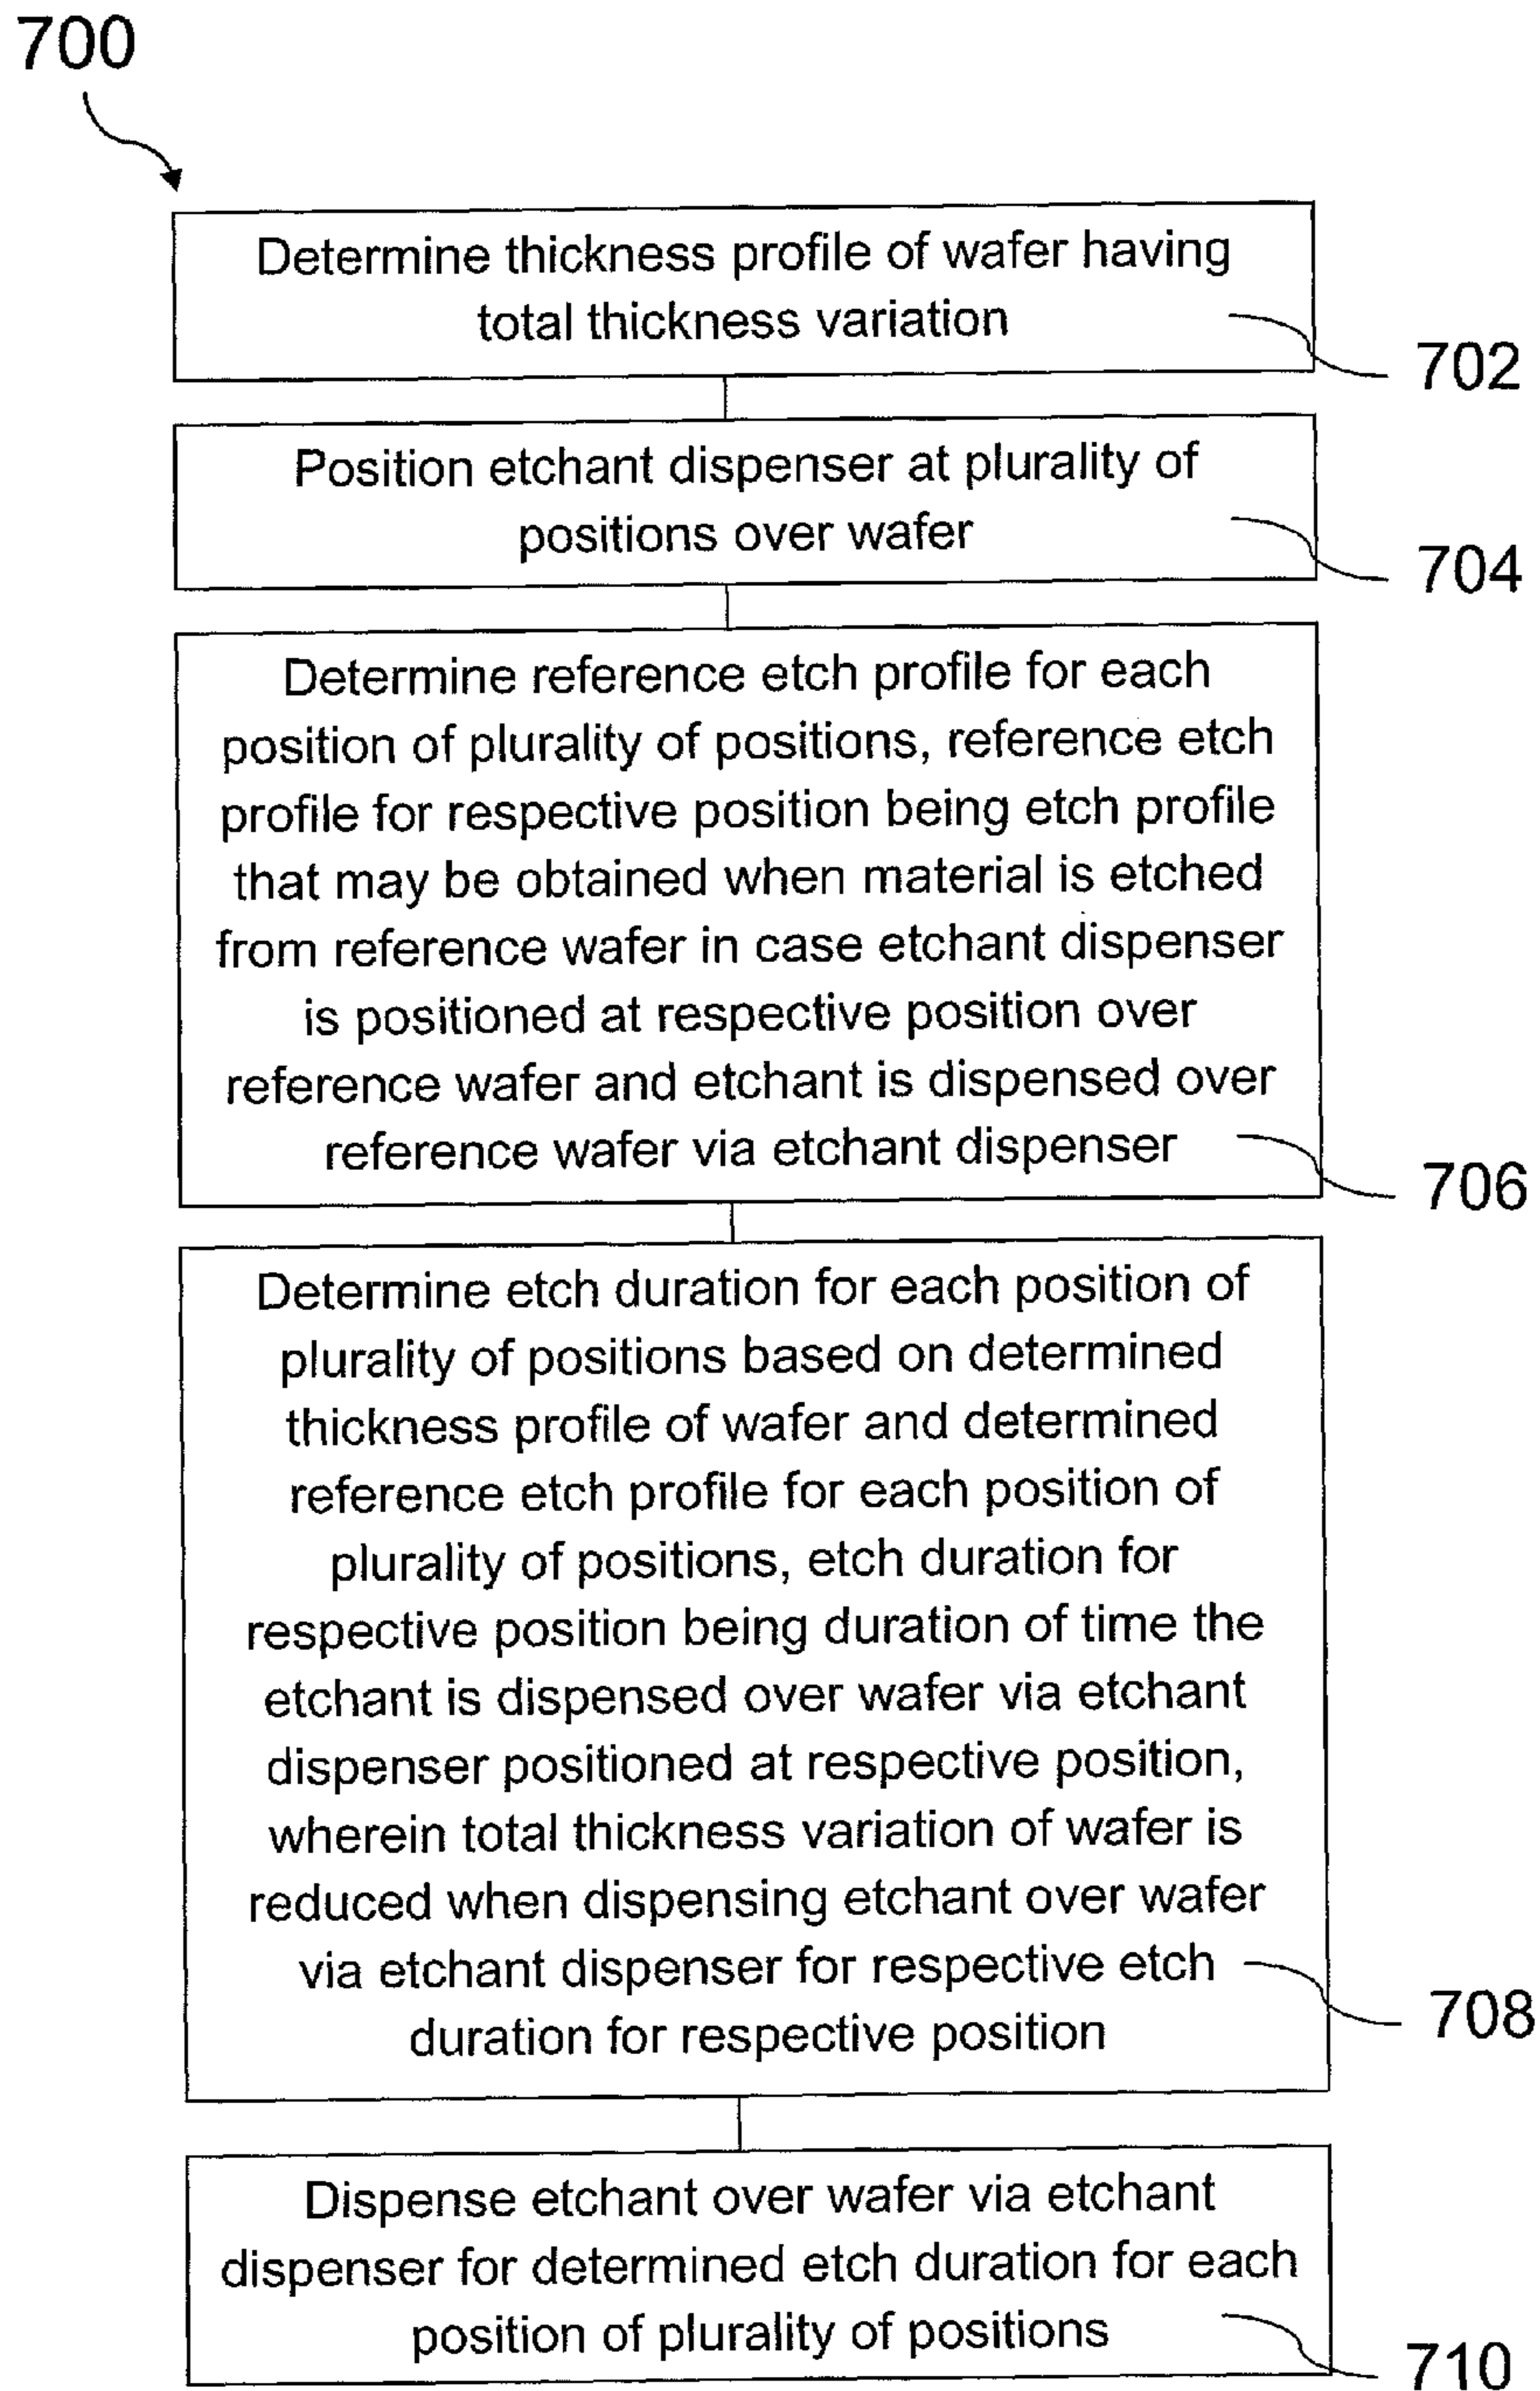 700
Determine thickness profile of wafer having
total thickness variation
702
Position etchant dispenser at plurality of
positions over wafer
704
Determine reference etch profile for each
position of plurality of positions, reference etch
profile for respective position being etch profile
that may be obtained when material is etched
from reference wafer in case etchant dispenser
is positioned at respective position over
reference wafer and etchant is dispensed over
reference wafer via etchant dispenser
706
Determine etch duration for each position of
plurality of positions based on determined
thickness profile of wafer and determined
reference etch profile for each position of
plurality of positions, etch duration for
respective position being duration of time the
etchant is dispensed over wafer via etchant
dispenser positioned at respective position,
wherein total thickness variation of wafer is
reduced when dispensing etchant over wafer
via etchant dispenser for respective etch
duration for respective position
708
Dispense etchant over wafer via etchant
dispenser for determined etch duration for each
position of plurality of positions
710